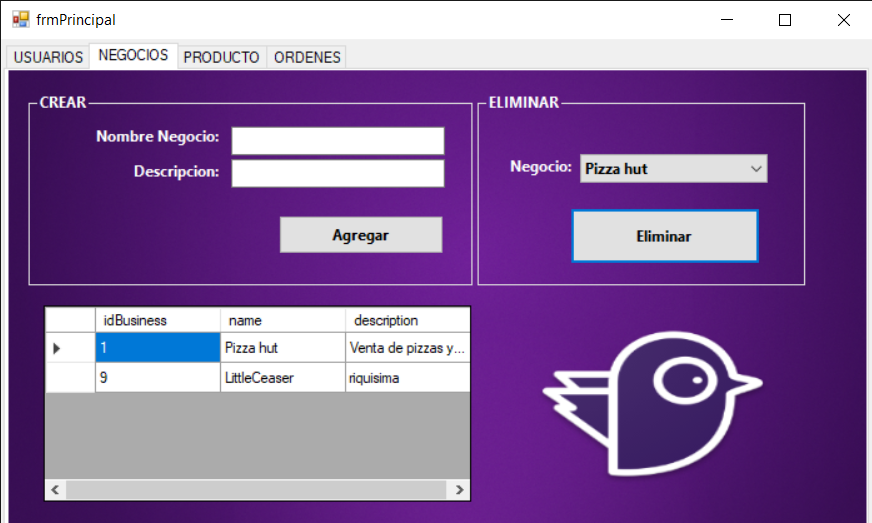 frmPrincipal
USUARIOS NEGOCIOS PRODUCTO ORDENES
CREAR
Nombre Negocio:
Descripcion:
Agregar
ELIMINAR
Negocio: Pizza hut
Eliminar
idBusiness name description
1 Pizza hut Venta de pizzas y...
9 LittleCeaser riquisima